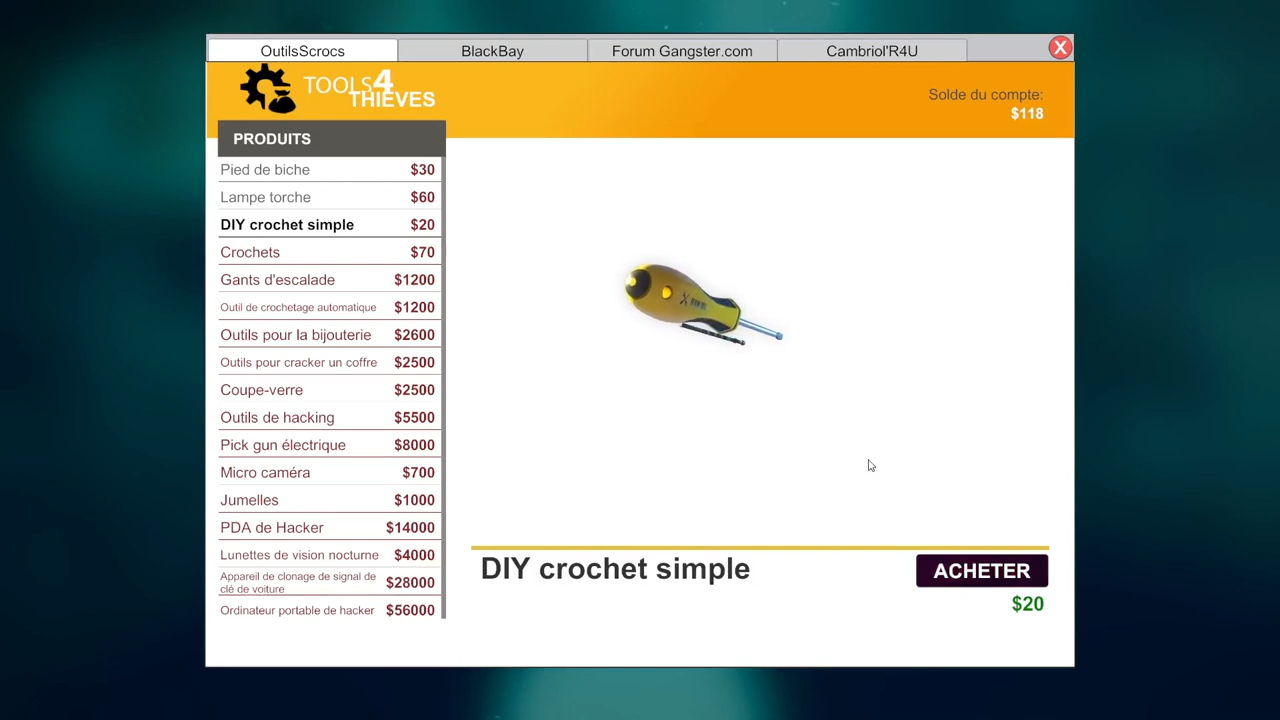 OutilsScrocs
BlackBay
Forum Gangster.com
Cambriol'R4U
X
TOOLS4
THIEVES
Solde du compte:
$118
PRODUITS
Pied de biche $30
Lampe torche $60
DIY crochet simple $20
Crochets $70
Gants d'escalade $1200
Outil de crochetage automatique $1200
Outils pour la bijouterie $2600
Outils pour cracker un coffre $2500
Coupe-verre $2500
Outils de hacking $5500
Pick gun électrique $8000
Micro caméra $700
Jumelles $1000
PDA de Hacker $14000
Lunettes de vision nocturne $4000
Appareil de clonage de signal de
clé de voiture $28000
Ordinateur portable de hacker $56000
DIY crochet simple
ACHETER
$20